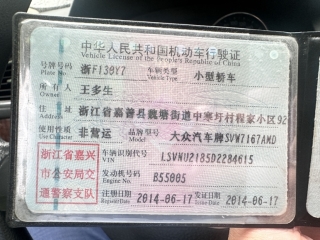 中华人民共和国机动车行驶证
Vehicle License of the People's Republic of China
号牌号码 浙F139Y7 车辆类型 小型轿车
Plate No. Vehicle Type
所有人 王多生
Owner
住址 浙江省嘉善县魏塘街道中枣圩村程家小区92
Address
使用性质 非营运 品牌型号 大众汽车牌SVW7167AMD
Use Character Model
浙江省嘉兴 车辆识别代号 LSVNU2185D2284615
VIN
市公安局交 发动机号码 B55005
Engine No.
通警察支队 注册日期 2014-06-17 发证日期 2014-06-17
Register Date Issue Date